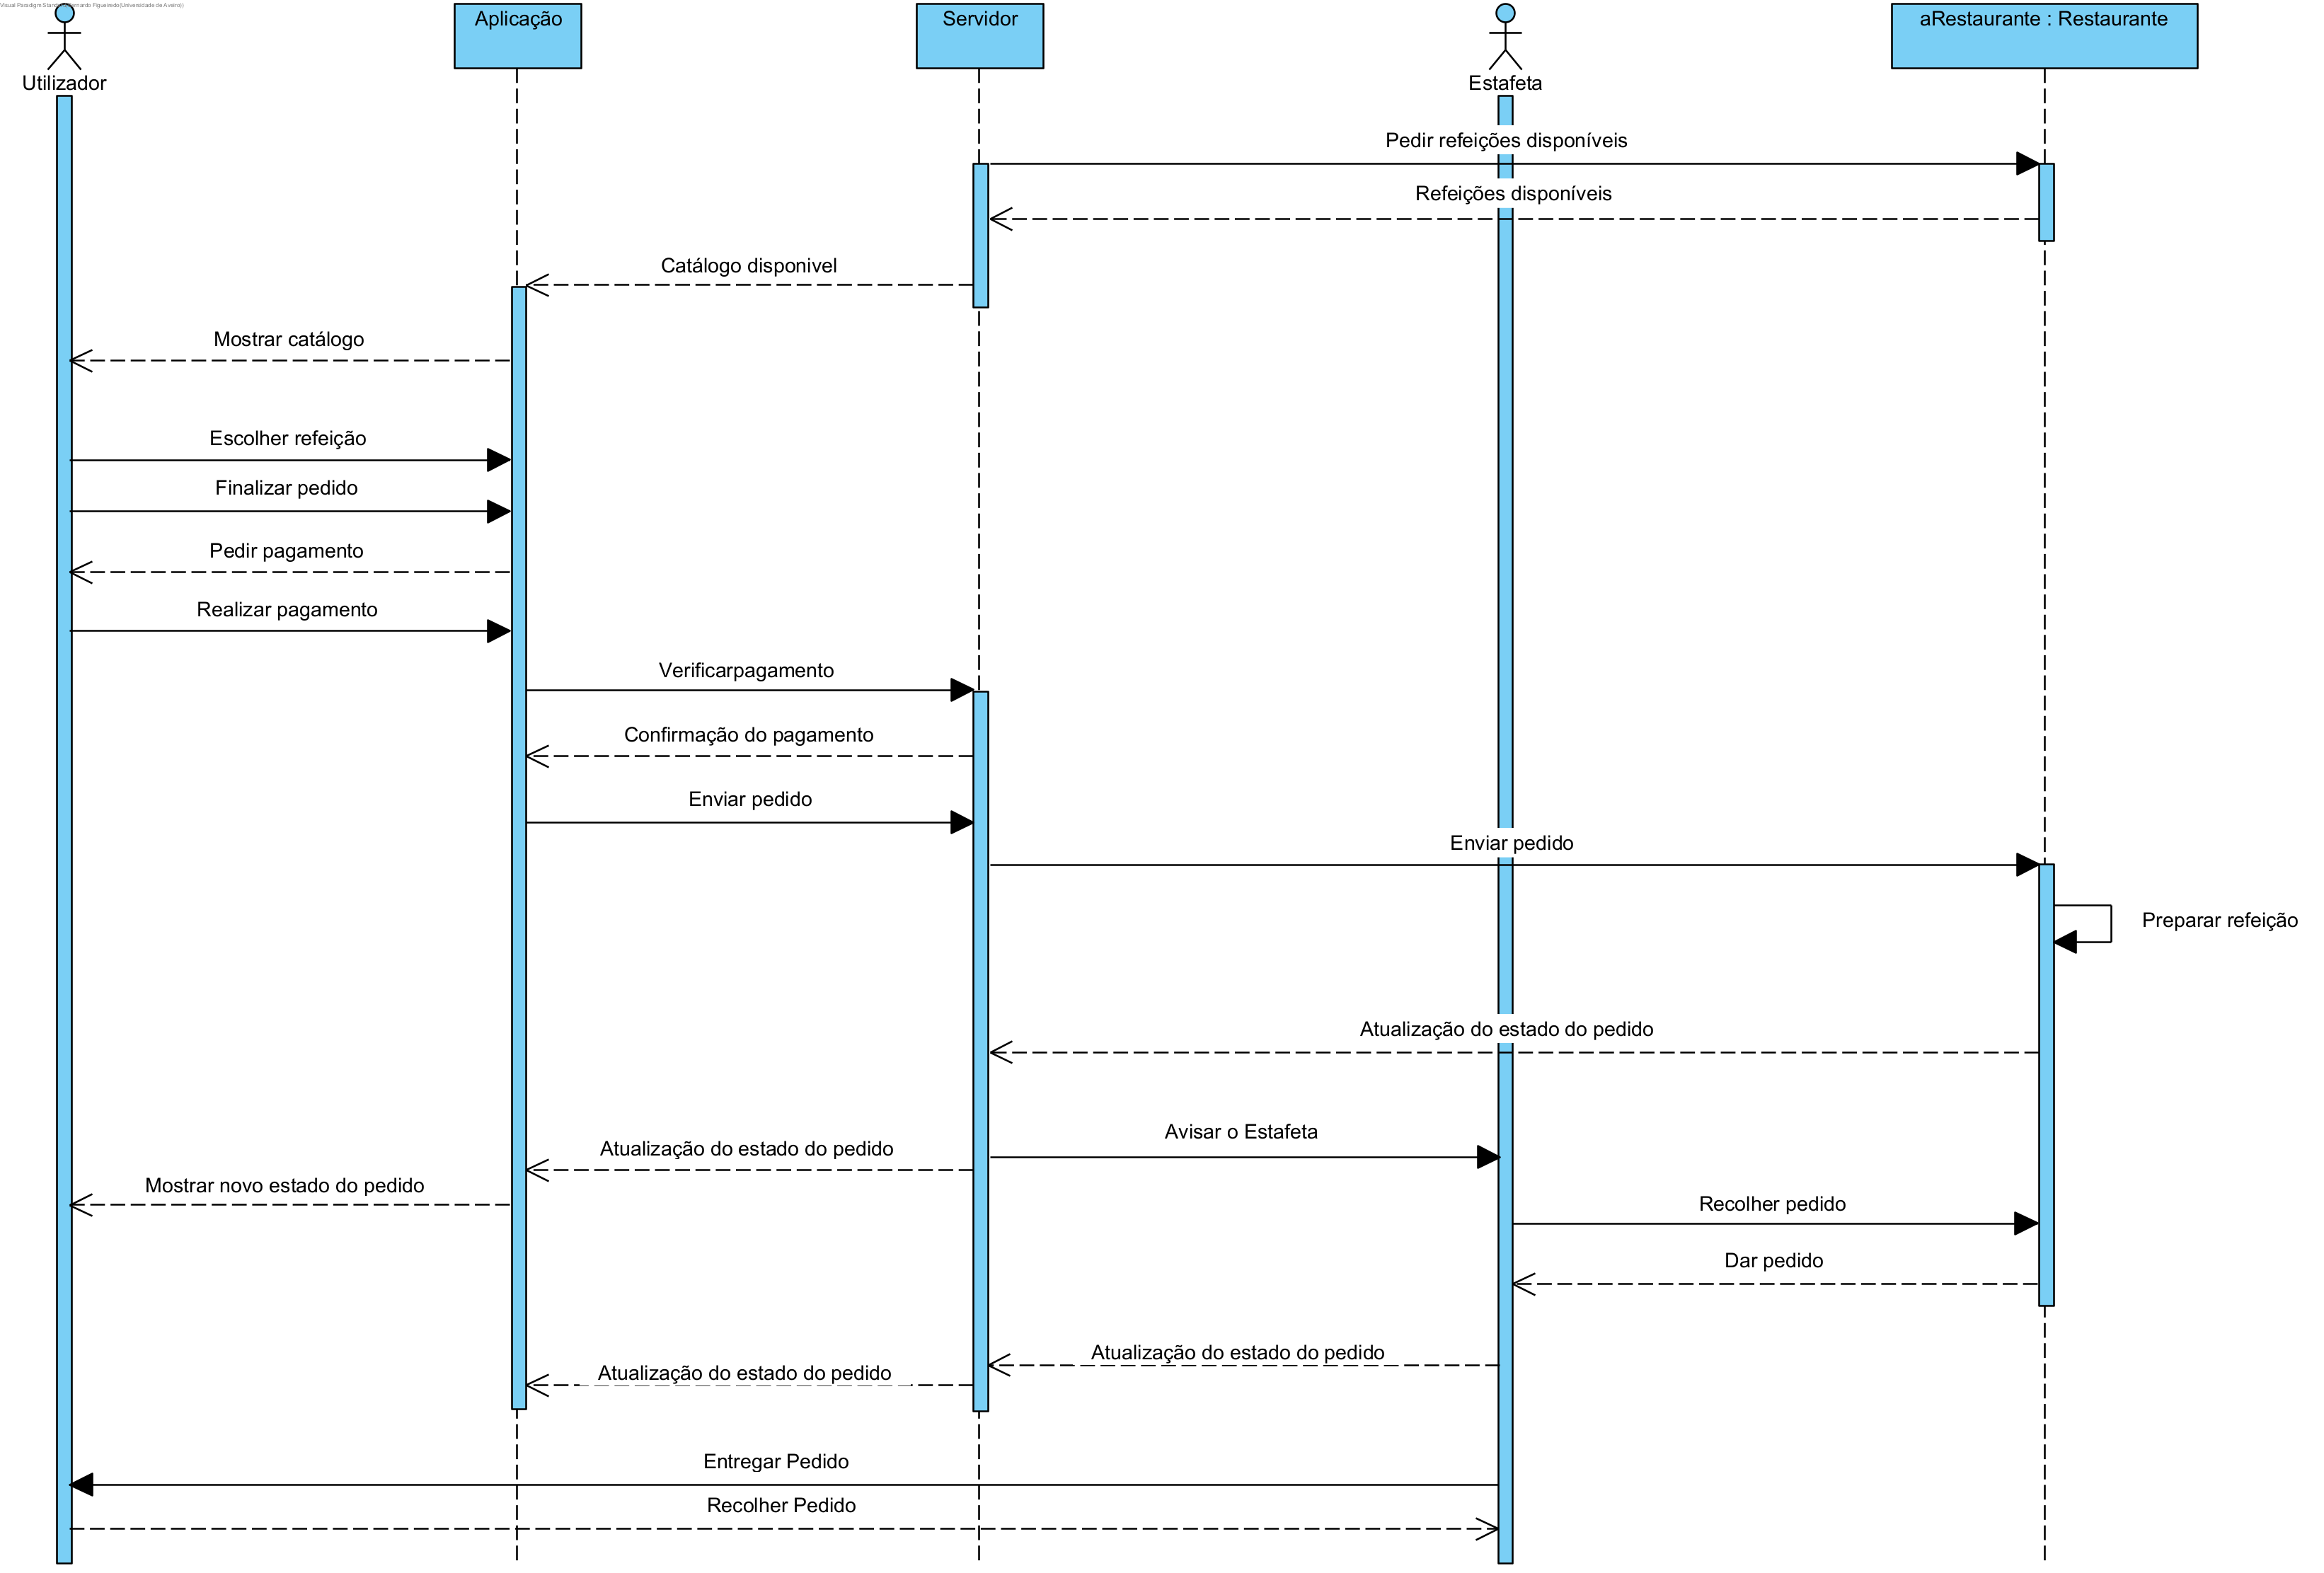 Visual Paradigm Standard(Bernardo Figueiredo(Universidade de Aveiro))
Utilizador
Aplicação
Servidor
Estafeta
aRestaurante : Restaurante
Pedir refeições disponíveis
Refeições disponíveis
Catálogo disponivel
Mostrar catálogo
Escolher refeição
Finalizar pedido
Pedir pagamento
Realizar pagamento
Verificarpagamento
Confirmação do pagamento
Enviar pedido
Enviar pedido
Preparar refeição
Atualização do estado do pedido
Avisar o Estafeta
Atualização do estado do pedido
Mostrar novo estado do pedido
Recolher pedido
Dar pedido
Atualização do estado do pedido
Atualização do estado do pedido
Entregar Pedido
Recolher Pedido